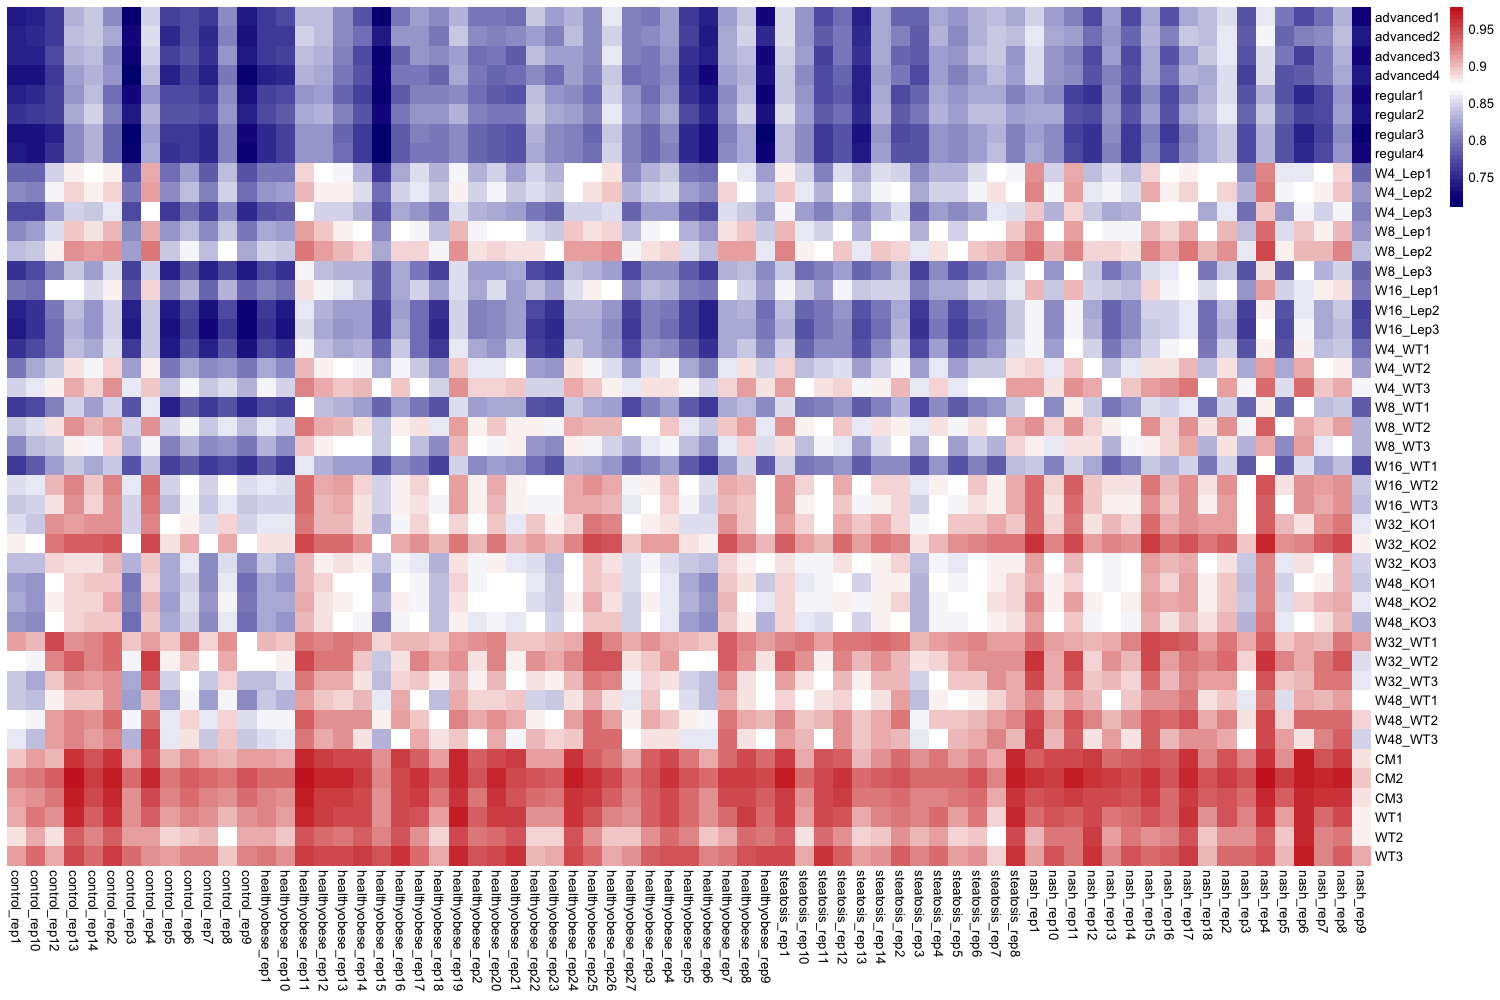 advanced1
advanced2
advanced3
advanced4
regular1
regular2
regular3
regular4
W4_Lep1
W4_Lep2
W4_Lep3
W8_Lep1
W8_Lep2
W8_Lep3
W16_Lep1
W16_Lep2
W16_Lep3
W4_WT1
W4_WT2
W4_WT3
W8_WT1
W8_WT2
W8_WT3
W16_WT1
W16_WT2
W16_WT3
W32_KO1
W32_KO2
W32_KO3
W48_KO1
W48_KO2
W48_KO3
W32_WT1
W32_WT2
W32_WT3
W48_WT1
W48_WT2
W48_WT3
CM1
CM2
CM3
WT1
WT2
WT3
0.95
0.9
0.85
0.8
0.75
control_rep1
control_rep10
control_rep12
control_rep13
control_rep14
control_rep2
control_rep3
control_rep4
control_rep5
control_rep6
control_rep7
control_rep8
control_rep9
healthyobese_rep1
healthyobese_rep10
healthyobese_rep11
healthyobese_rep12
healthyobese_rep13
healthyobese_rep14
healthyobese_rep15
healthyobese_rep16
healthyobese_rep17
healthyobese_rep18
healthyobese_rep19
healthyobese_rep2
healthyobese_rep20
healthyobese_rep21
healthyobese_rep22
healthyobese_rep23
healthyobese_rep24
healthyobese_rep25
healthyobese_rep26
healthyobese_rep27
healthyobese_rep3
healthyobese_rep4
healthyobese_rep5
healthyobese_rep6
healthyobese_rep7
healthyobese_rep8
healthyobese_rep9
steatosis_rep1
steatosis_rep10
steatosis_rep11
steatosis_rep12
steatosis_rep13
steatosis_rep14
steatosis_rep2
steatosis_rep3
steatosis_rep4
steatosis_rep5
steatosis_rep6
steatosis_rep7
steatosis_rep8
nash_rep1
nash_rep10
nash_rep11
nash_rep12
nash_rep13
nash_rep14
nash_rep15
nash_rep16
nash_rep17
nash_rep18
nash_rep2
nash_rep3
nash_rep4
nash_rep5
nash_rep6
nash_rep7
nash_rep8
nash_rep9